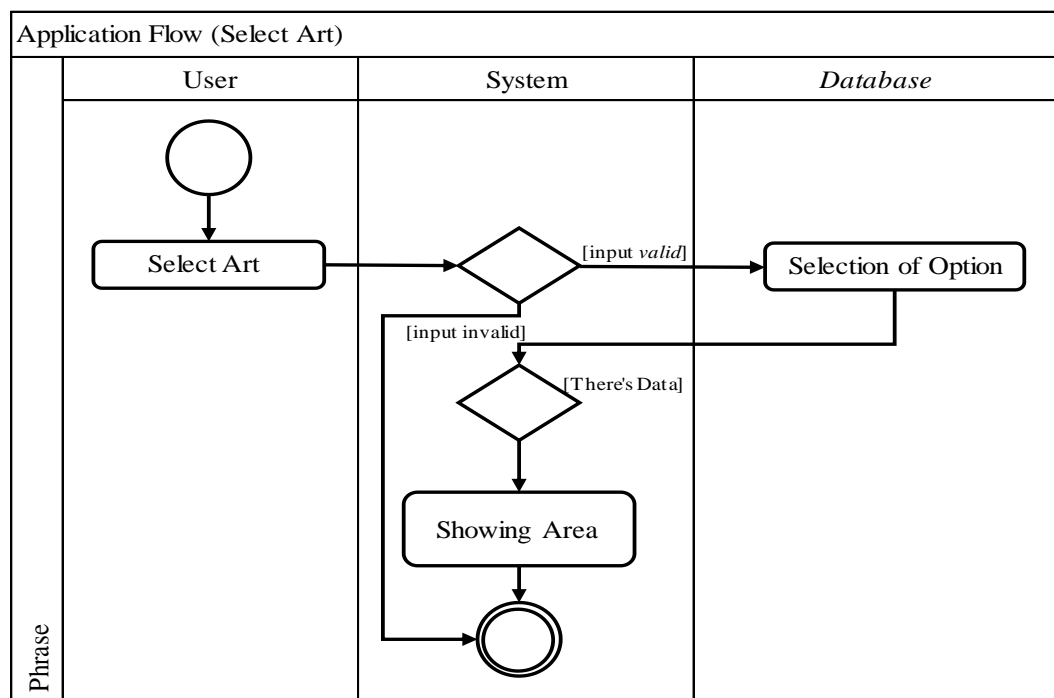 Application Flow (Select Art)
User
System
Database
Select Art
[input valid]
Selection of Option
[input invalid]
[There's Data]
Showing Area
Phrase